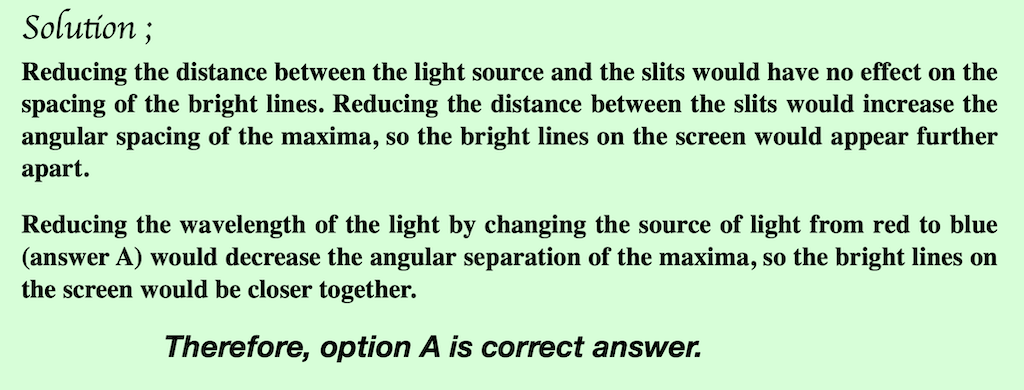 Solution ;
Reducing the distance between the light source and the slits would have no effect on the
spacing of the bright lines. Reducing the distance between the slits would increase the
angular spacing of the maxima, so the bright lines on the screen would appear further
apart.
Reducing the wavelength of the light by changing the source of light from red to blue
(answer A) would decrease the angular separation of the maxima, so the bright lines on
the screen would be closer together.
Therefore, option A is correct answer.